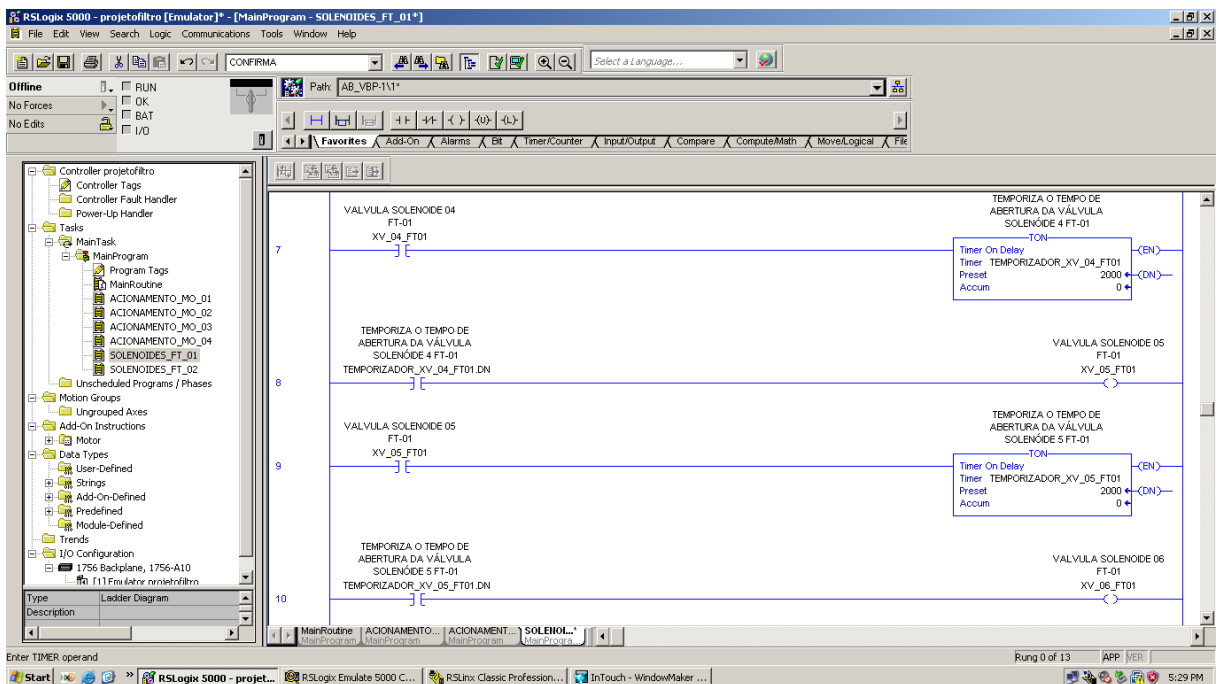 RSLogix 5000 - projetofiltro [Emulator]* - [MainProgram - SOLENOIDES_FT_01*]
File Edit View Search Logic Communications Tools Window Help
CONFIRMA
Select a Language...
Offline
RUN
No Forces
OK
No Edits
BAT
I/O
Path: AB_VBP-1\1*
Favorites Add-On Alarms Bit Timer/Counter Input/Output Compare Compute/Math Move/Logical File
Controller projetofiltro
Controller Tags
Controller Fault Handler
Power-Up Handler
Tasks
MainTask
MainProgram
Program Tags
MainRoutine
ACIONAMENTO_MO_01
ACIONAMENTO_MO_02
ACIONAMENTO_MO_03
ACIONAMENTO_MO_04
SOLENOIDES_FT_01
SOLENOIDES_FT_02
Unscheduled Programs / Phases
Motion Groups
Ungrouped Axes
Add-On Instructions
Motor
Data Types
User-Defined
Strings
Add-On-Defined
Predefined
Module-Defined
Trends
I/O Configuration
1756 Backplane, 1756-A10
[1] Emulator projetofiltro
Type Ladder Diagram
Description
VALVULA SOLENOIDE 04
FT-01
XV_04_FT01
7
TEMPORIZA O TEMPO DE
ABERTURA DA VÁLVULA
SOLENÓIDE 4 FT-01
TON
Timer On Delay
(EN)
Timer TEMPORIZADOR_XV_04_FT01
Preset 2000
(DN)
Accum 0
TEMPORIZA O TEMPO DE
ABERTURA DA VÁLVULA
SOLENÓIDE 4 FT-01
TEMPORIZADOR_XV_04_FT01.DN
8
VALVULA SOLENOIDE 05
FT-01
XV_05_FT01
VALVULA SOLENOIDE 05
FT-01
XV_05_FT01
9
TEMPORIZA O TEMPO DE
ABERTURA DA VÁLVULA
SOLENÓIDE 5 FT-01
TON
Timer On Delay
(EN)
Timer TEMPORIZADOR_XV_05_FT01
Preset 2000
(DN)
Accum 0
TEMPORIZA O TEMPO DE
ABERTURA DA VÁLVULA
SOLENÓIDE 5 FT-01
TEMPORIZADOR_XV_05_FT01.DN
10
VALVULA SOLENOIDE 06
FT-01
XV_06_FT01
MainRoutine ACIONAMENTO... ACIONAMENT... SOLENOI...*
MainProgram MainProgram MainProgram MainProgra...
Enter TIMER operand
Rung 0 of 13 APP VER
Start
RSLogix 5000 - projet...
RSLogix Emulate 5000 C...
RSLinx Classic Profession...
InTouch - WindowMaker ...
5:29 PM